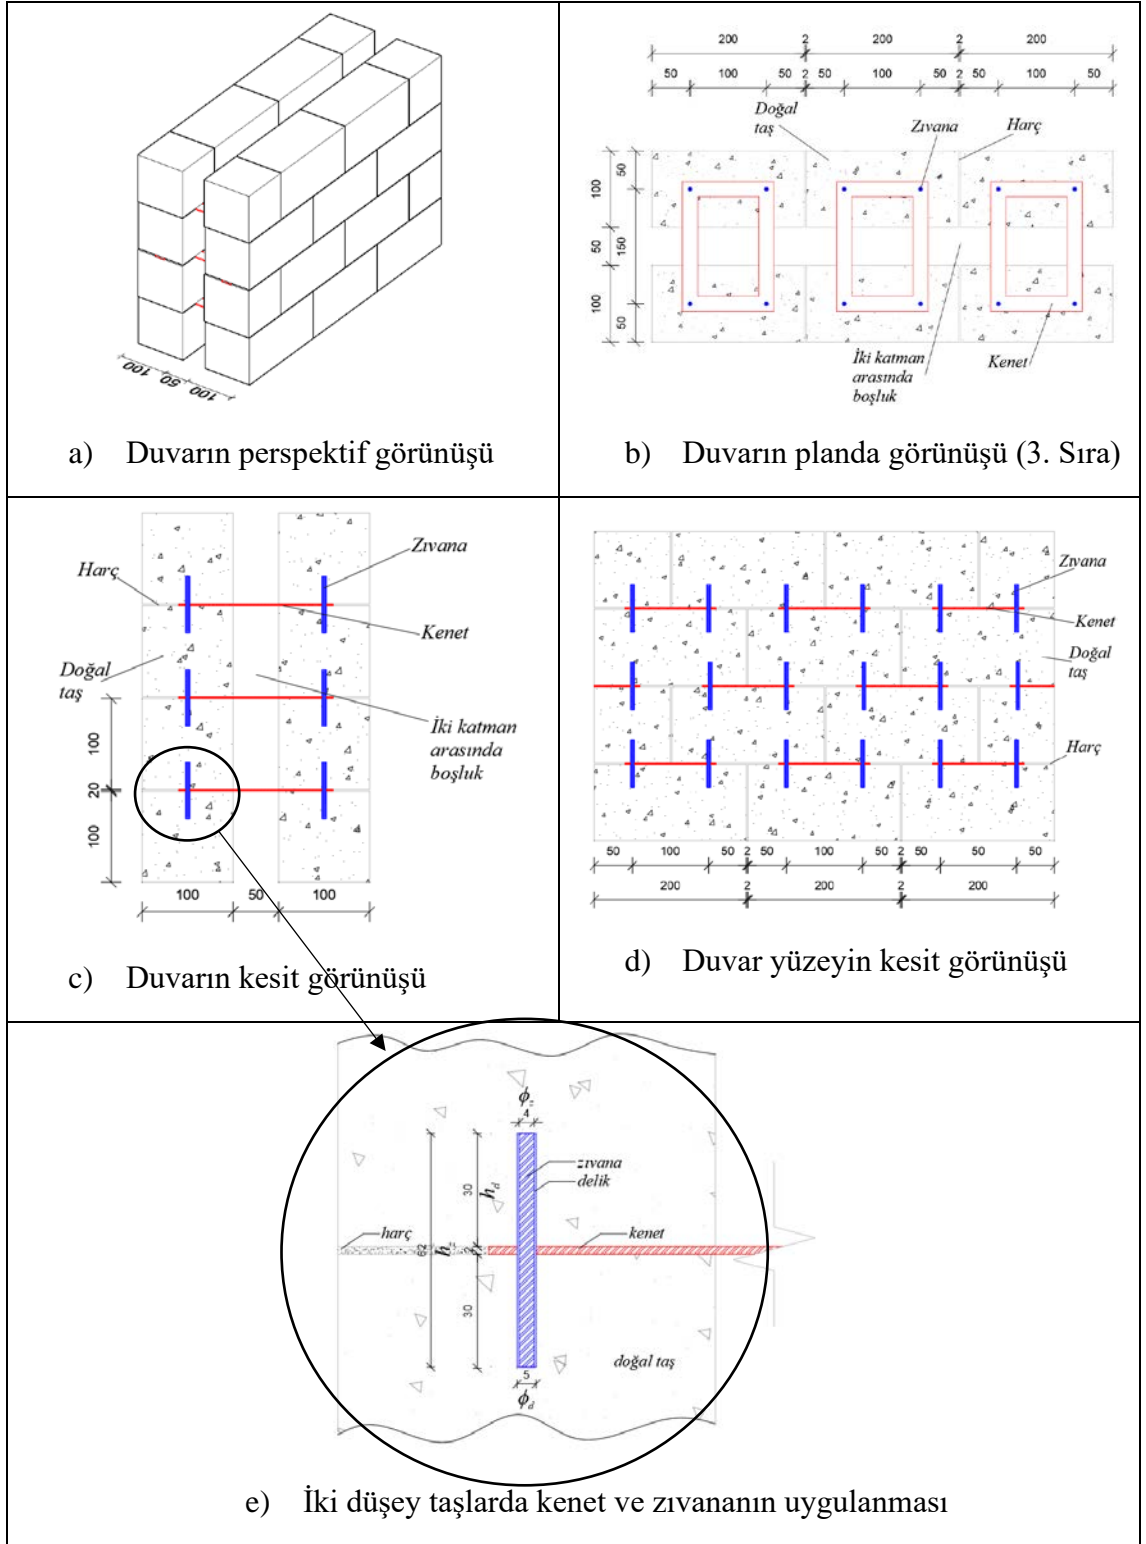 100
50
100
a) Duvarın perspektif görünüşü
200
2
200
2
200
50
100
50
2
50
100
50
2
50
100
50
Doğal
taş
Zıvana
Harç
100
50
50
150
100
50
İki katman
arasında
boşluk
Kenet
b) Duvarın planda görünüşü (3. Sıra)
Zıvana
Harç
Kenet
Doğal
taş
İki katman
arasında
boşluk
100
20
100
100
50
100
c) Duvarın kesit görünüşü
Zıvana
Kenet
Doğal
taş
Harç
50
100
50
2
50
100
50
2
50
100
50
200
2
200
2
200
d) Duvar yüzeyin kesit görünüşü
ϕz
4
zıvana
delik
30
hd
harç
62
hz
2
kenet
30
doğal taş
5
ϕd
e) İki düşey taşlarda kenet ve zıvananın uygulanması